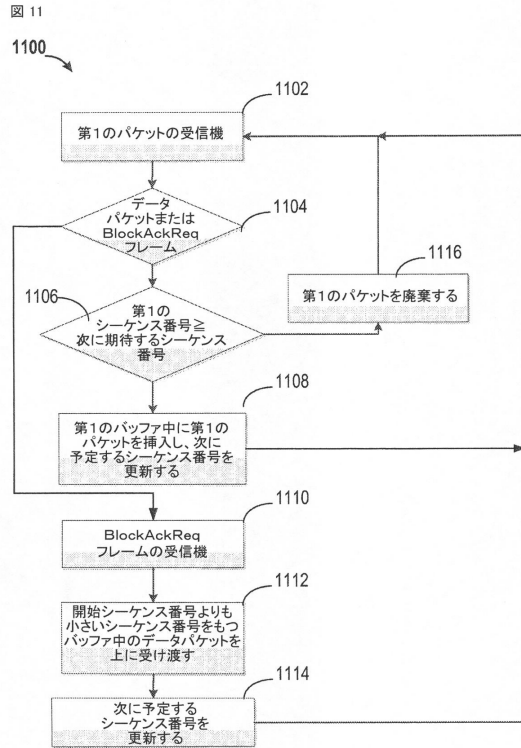 図 11
1100
1102
第1のパケットの受信機
データ
パケットまたは
BlockAckReq
フレーム
1104
1116
第1のパケットを廃棄する
1106
第1の
シーケンス番号≧
次に期待するシーケンス
番号
1108
第1のバッファ中に第1の
パケットを挿入し、次に
予定するシーケンス番号を
更新する
1110
BlockAckReq
フレームの受信機
1112
開始シーケンス番号よりも
小さいシーケンス番号をもつ
バッファ中のデータパケットを
上に受け渡す
1114
次に予定する
シーケンス番号を
更新する